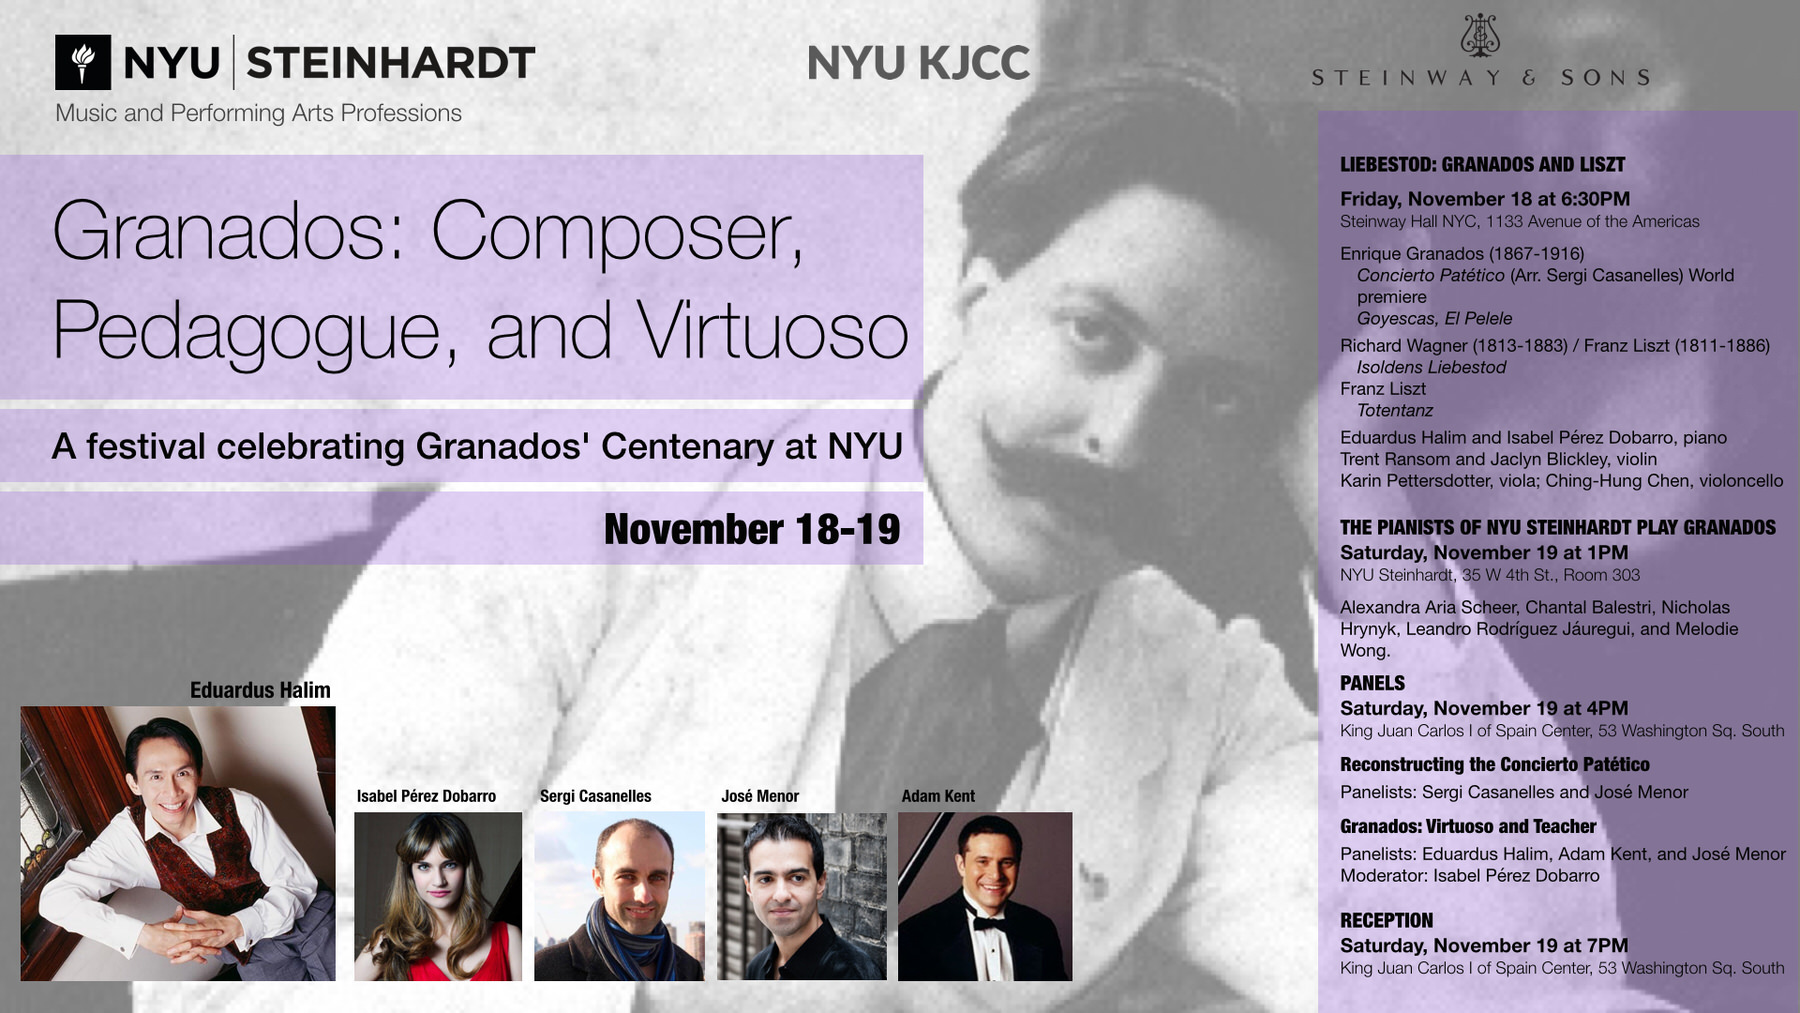 NYU | STEINHARDT
Music and Performing Arts Professions
NYU KJCC
STEINWAY & SONS
Granados: Composer,
Pedagogue, and Virtuoso
A festival celebrating Granados' Centenary at NYU
November 18-19
Eduardus Halim
Isabel Pérez Dobarro
Sergi Casanelles
José Menor
Adam Kent
LIEBESTOD: GRANADOS AND LISZT
Friday, November 18 at 6:30PM
Steinway Hall NYC, 1133 Avenue of the Americas
Enrique Granados (1867-1916)
Concierto Patético (Arr. Sergi Casanelles) World
premiere
Goyescas, El Pelele
Richard Wagner (1813-1883) / Franz Liszt (1811-1886)
Isoldens Liebestod
Franz Liszt
Totentanz
Eduardus Halim and Isabel Pérez Dobarro, piano
Trent Ransom and Jaclyn Blickley, violin
Karin Pettersdotter, viola; Ching-Hung Chen, violoncello
THE PIANISTS OF NYU STEINHARDT PLAY GRANADOS
Saturday, November 19 at 1PM
NYU Steinhardt, 35 W 4th St., Room 303
Alexandra Aria Scheer, Chantal Balestri, Nicholas
Hrynyk, Leandro Rodríguez Jáuregui, and Melodie
Wong.
PANELS
Saturday, November 19 at 4PM
King Juan Carlos I of Spain Center, 53 Washington Sq. South
Reconstructing the Concierto Patético
Panelists: Sergi Casanelles and José Menor
Granados: Virtuoso and Teacher
Panelists: Eduardus Halim, Adam Kent, and José Menor
Moderator: Isabel Pérez Dobarro
RECEPTION
Saturday, November 19 at 7PM
King Juan Carlos I of Spain Center, 53 Washington Sq. South